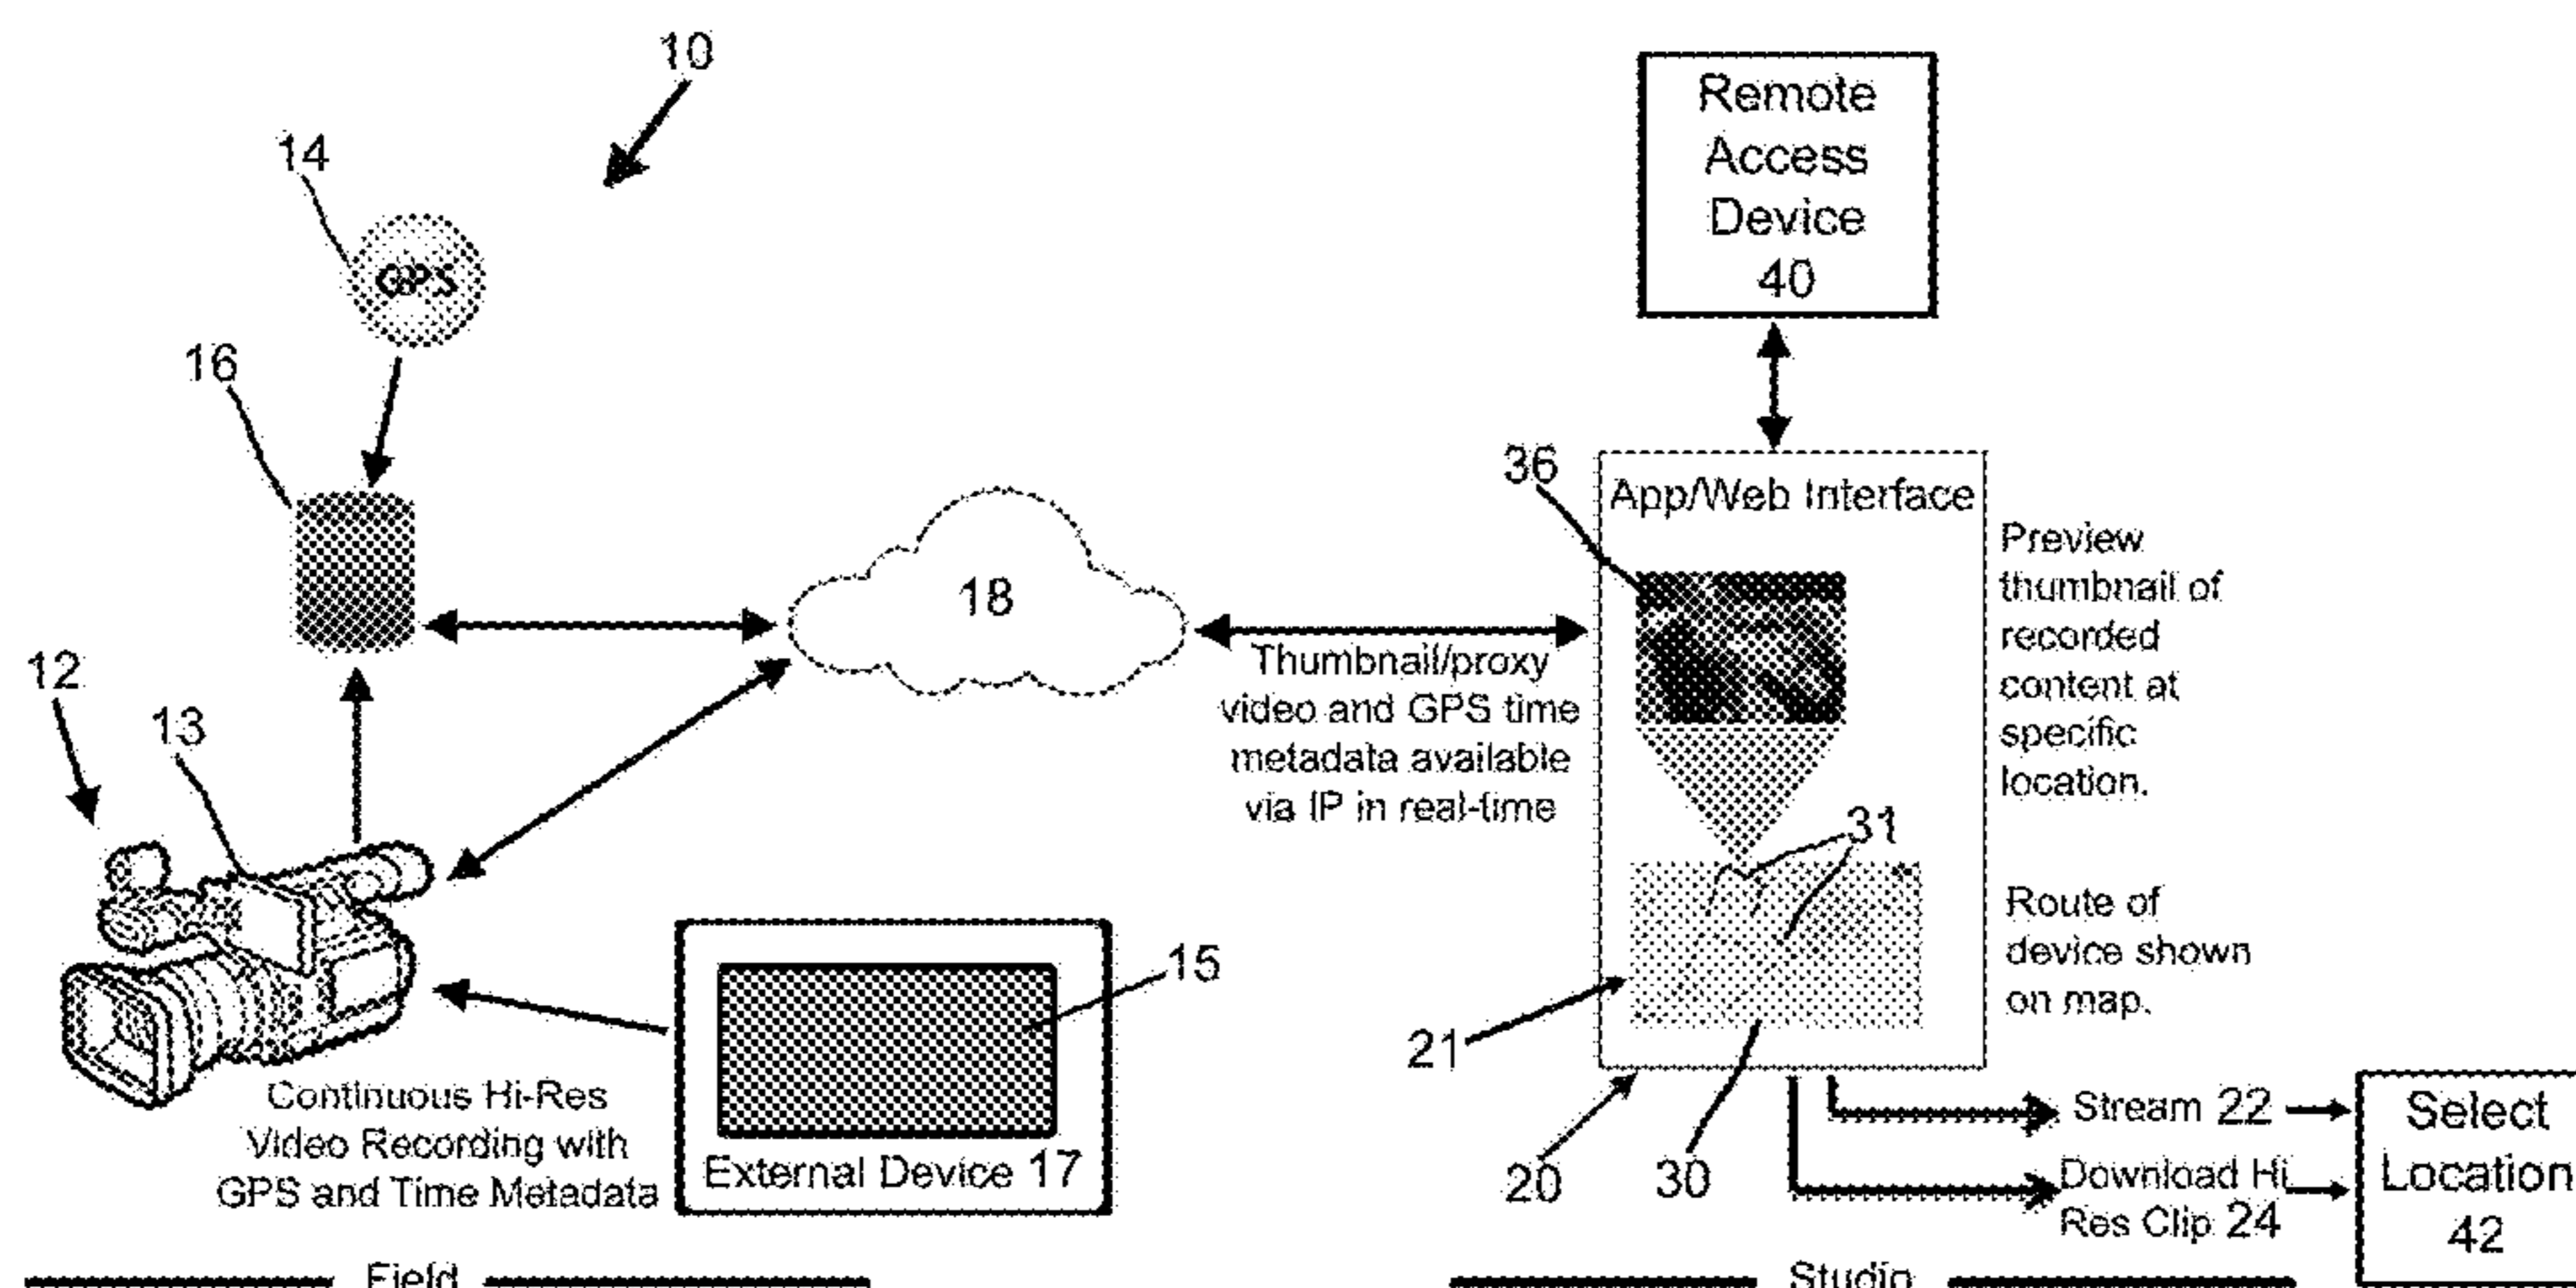 10
14
GPS
16
12
13
Continuous Hi-Res
Video Recording with
GPS and Time Metadata
18
15
External Device 17
Thumbnail/proxy
video and GPS time
metadata available
via IP in real-time
Remote
Access
Device
40
36
App/Web Interface
31
21
20
30
Preview
thumbnail of
recorded
content at
specific
location.
Route of
device shown
on map.
Stream 22
Download Hi
Res Clip 24
Select
Location
42
Field
Studio